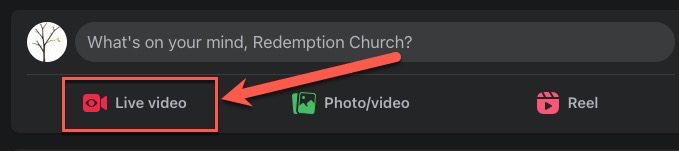 What's on your mind, Redemption Church?
Live video Photo/video Reel